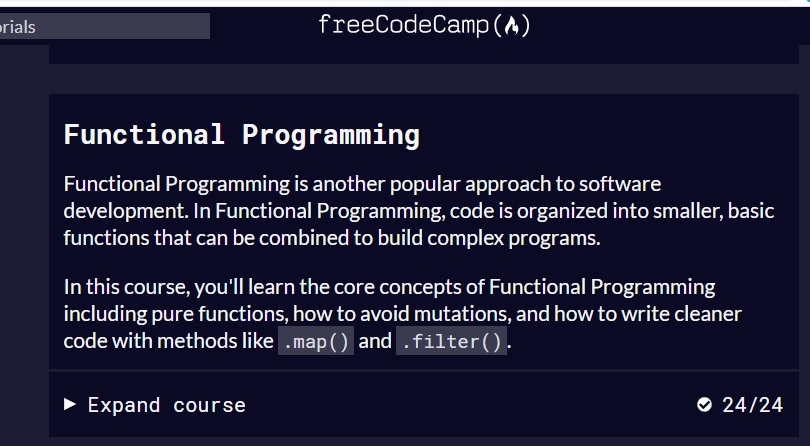 orials
freeCodeCamp(🔥)
Functional Programming
Functional Programming is another popular approach to software
development. In Functional Programming, code is organized into smaller, basic
functions that can be combined to build complex programs.
In this course, you'll learn the core concepts of Functional Programming
including pure functions, how to avoid mutations, and how to write cleaner
code with methods like .map() and .filter().
Expand course
24/24